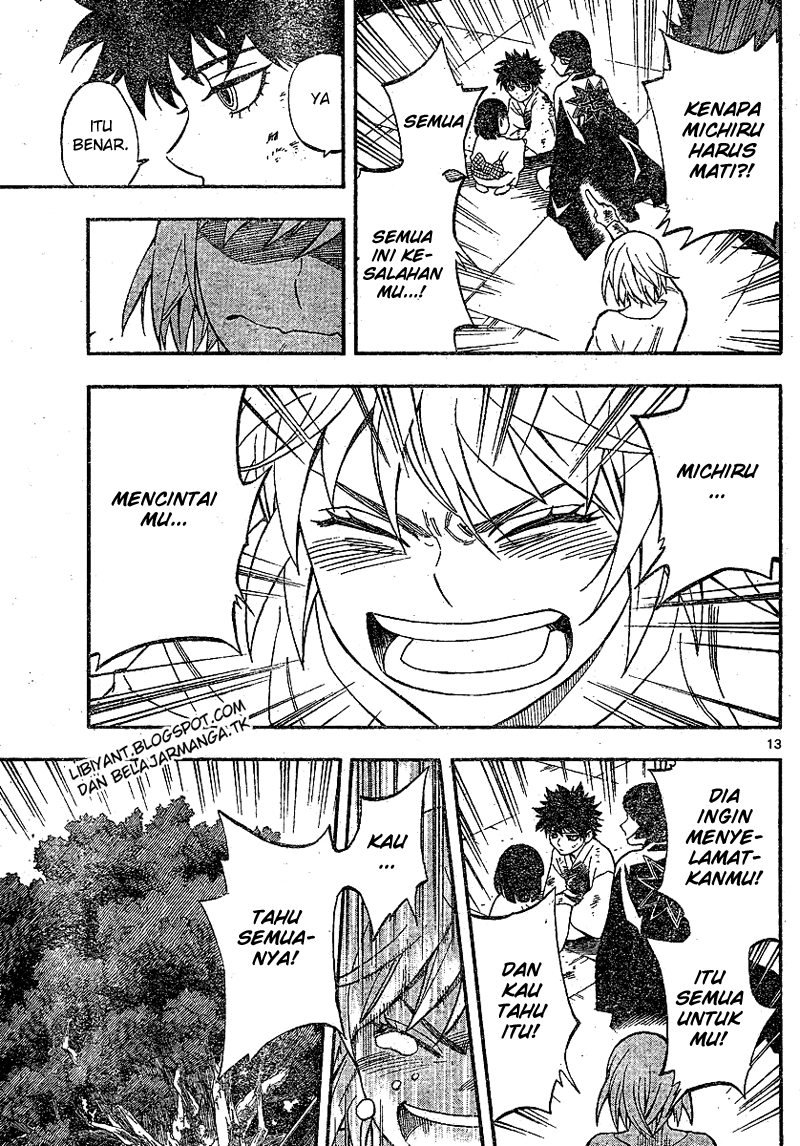 KENAPA
MICHIRU
HARUS
MATI?!
SEMUA
SEMUA
INI KE-
SALAHAN
MU...!
YA
ITU
BENAR.
MICHIRU
...
MENCINTAI
MU...
LIBIYANT.BLOGSPOT.COM
DAN BELAJARMANGA.TK
13
DIA
INGIN
MENYE-
LAMAT-
KANMU!
ITU
SEMUA
UNTUK
MU!
DAN
KAU
TAHU
ITU!
KAU
...
TAHU
SEMUA-
NYA!